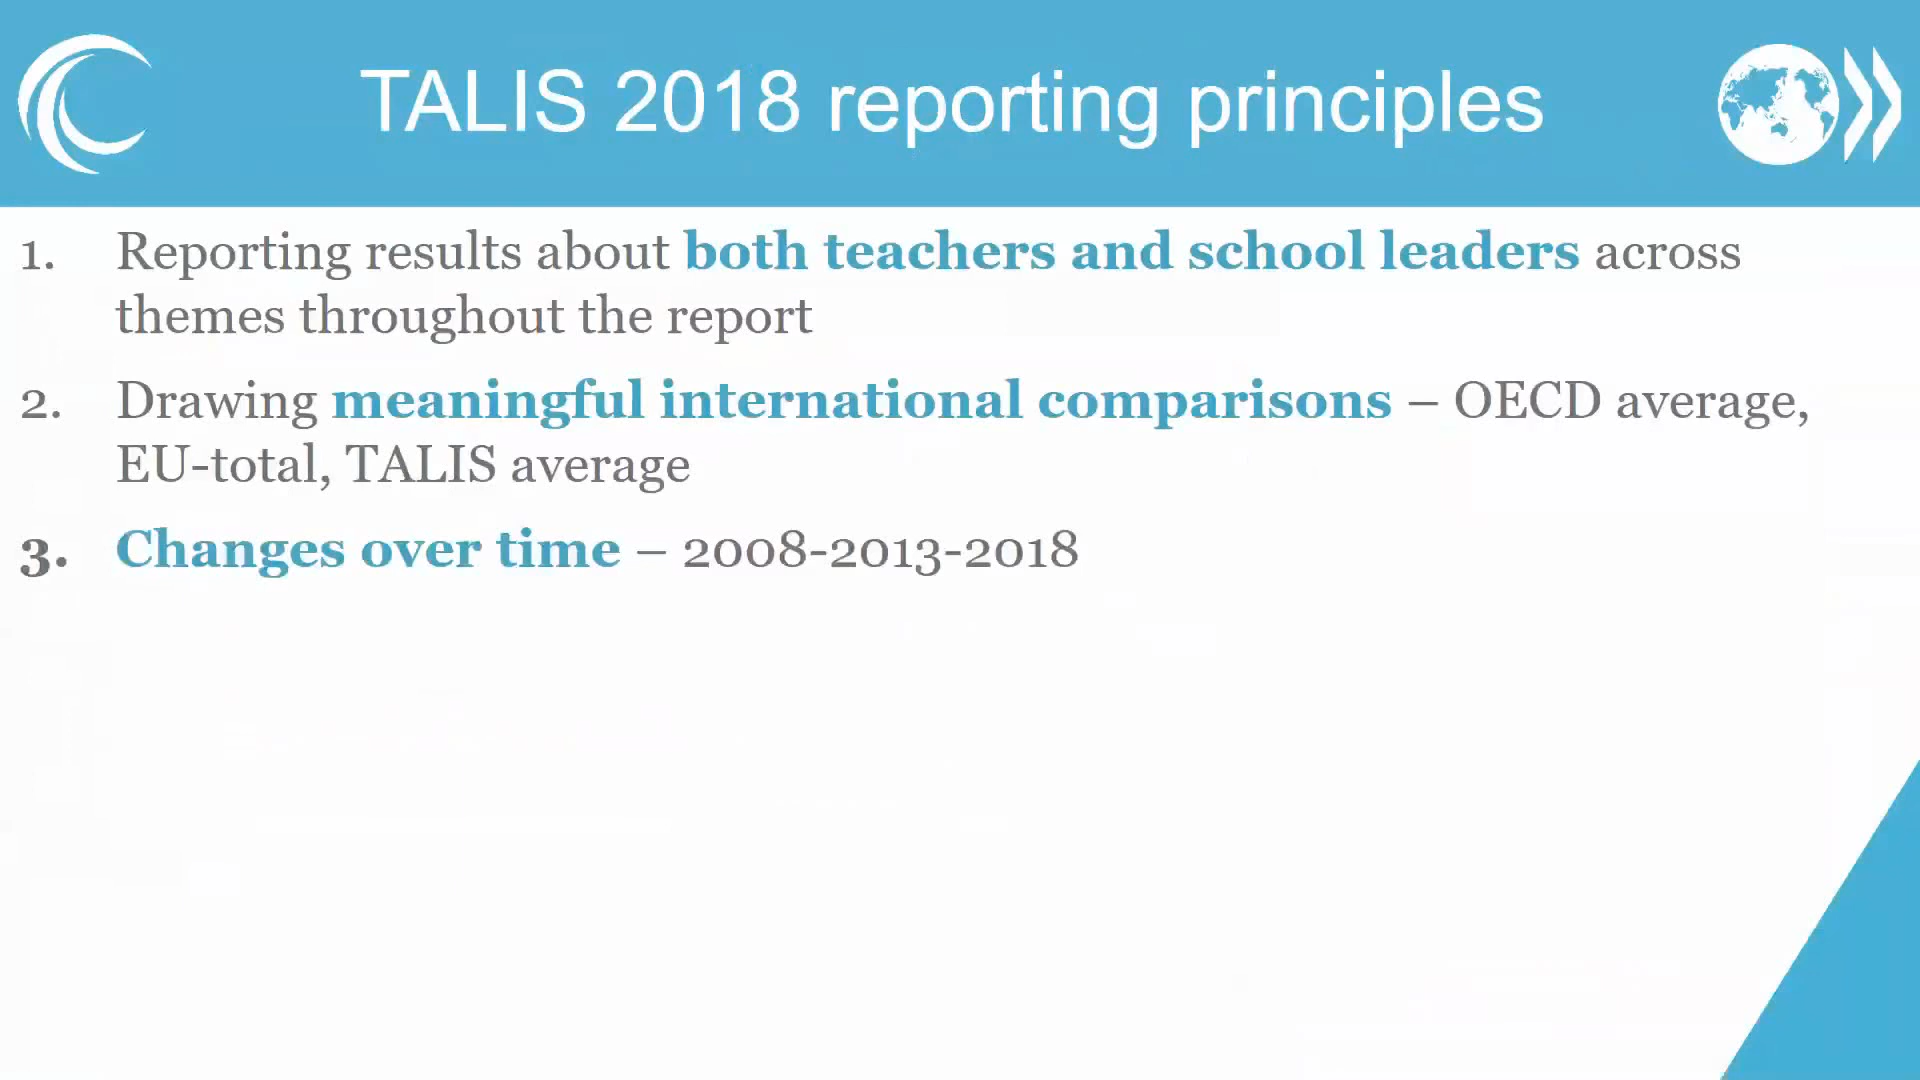 TALIS 2018 reporting principles
1. Reporting results about both teachers and school leaders across
themes throughout the report
2. Drawing meaningful international comparisons – OECD average,
EU-total, TALIS average
3. Changes over time – 2008-2013-2018